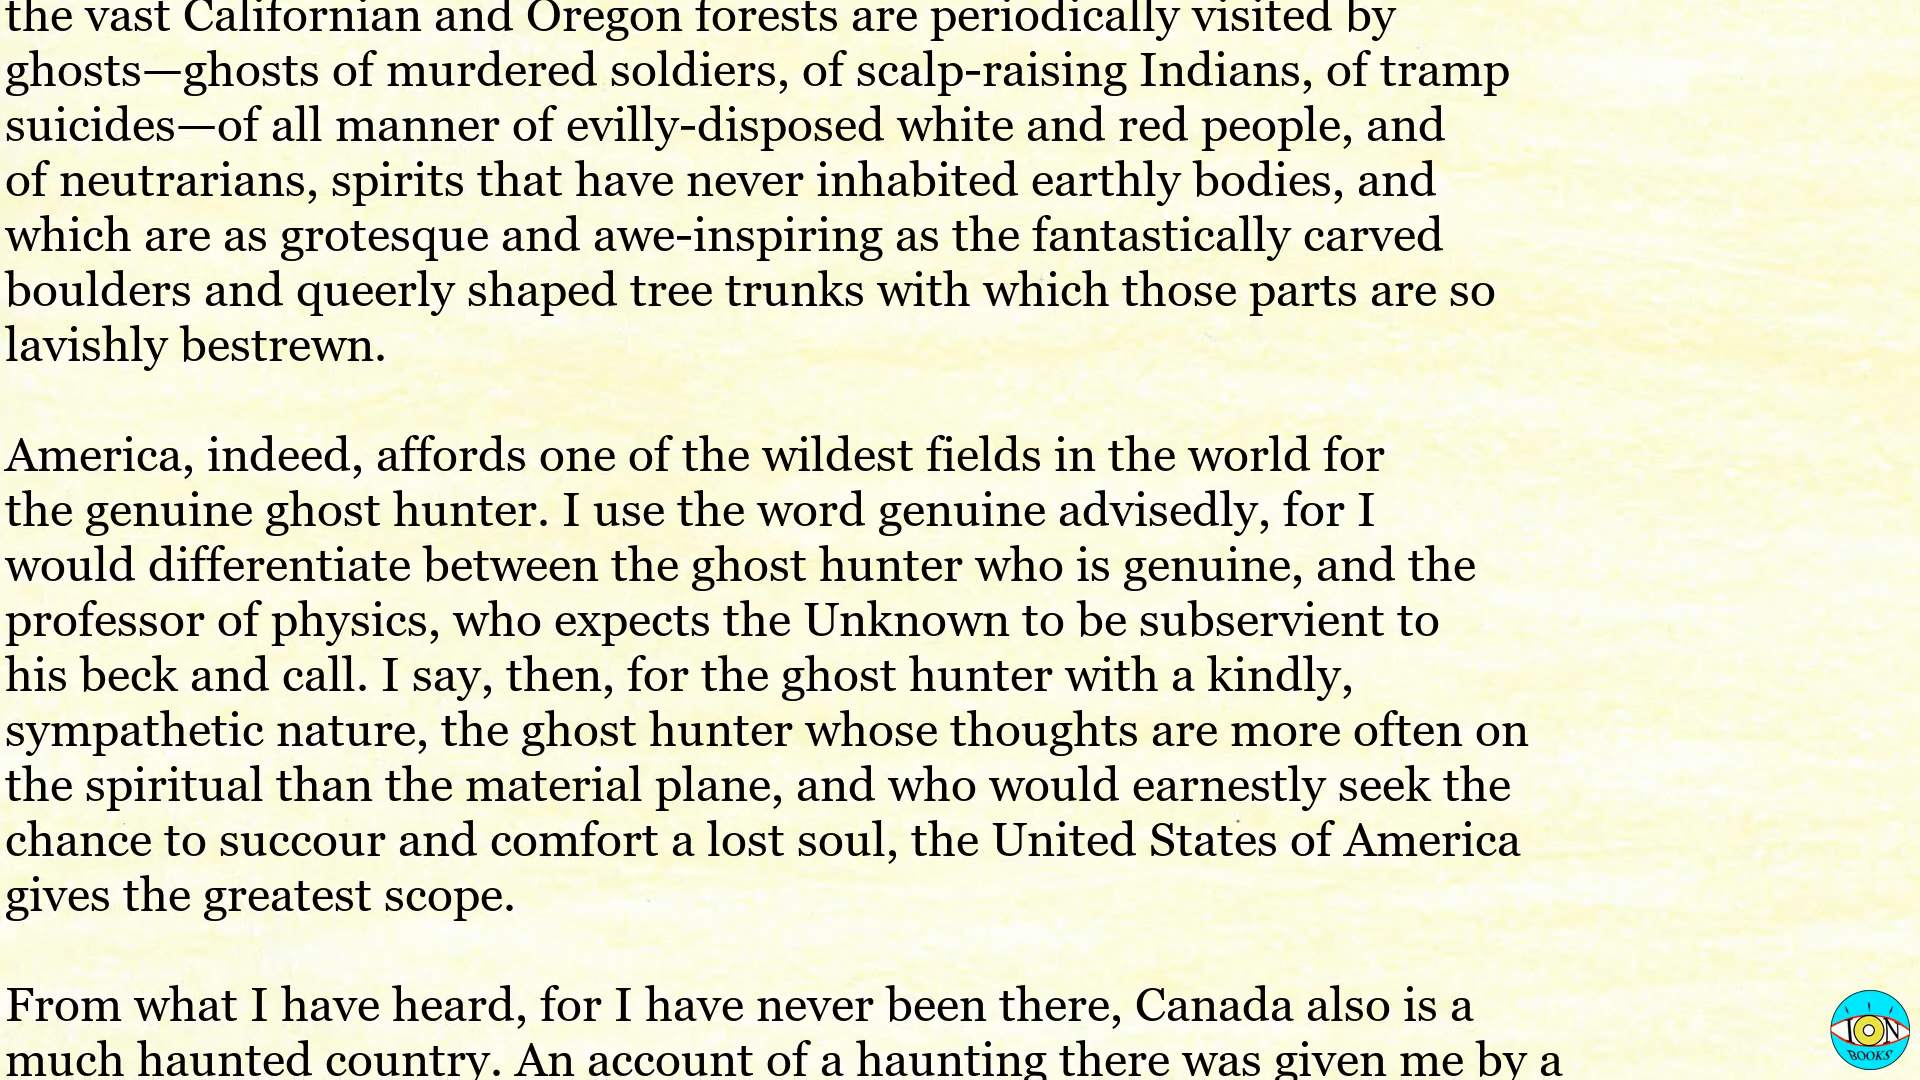 the vast Californian and Oregon forests are periodically visited by
ghosts—ghosts of murdered soldiers, of scalp-raising Indians, of tramp
suicides—of all manner of evilly-disposed white and red people, and
of neutrarians, spirits that have never inhabited earthly bodies, and
which are as grotesque and awe-inspiring as the fantastically carved
boulders and queerly shaped tree trunks with which those parts are so
lavishly bestrewn.
America, indeed, affords one of the wildest fields in the world for
the genuine ghost hunter. I use the word genuine advisedly, for I
would differentiate between the ghost hunter who is genuine, and the
professor of physics, who expects the Unknown to be subservient to
his beck and call. I say, then, for the ghost hunter with a kindly,
sympathetic nature, the ghost hunter whose thoughts are more often on
the spiritual than the material plane, and who would earnestly seek the
chance to succour and comfort a lost soul, the United States of America
gives the greatest scope.
From what I have heard, for I have never been there, Canada also is a
much haunted country. An account of a haunting there was given me by a
ION
BOOKS